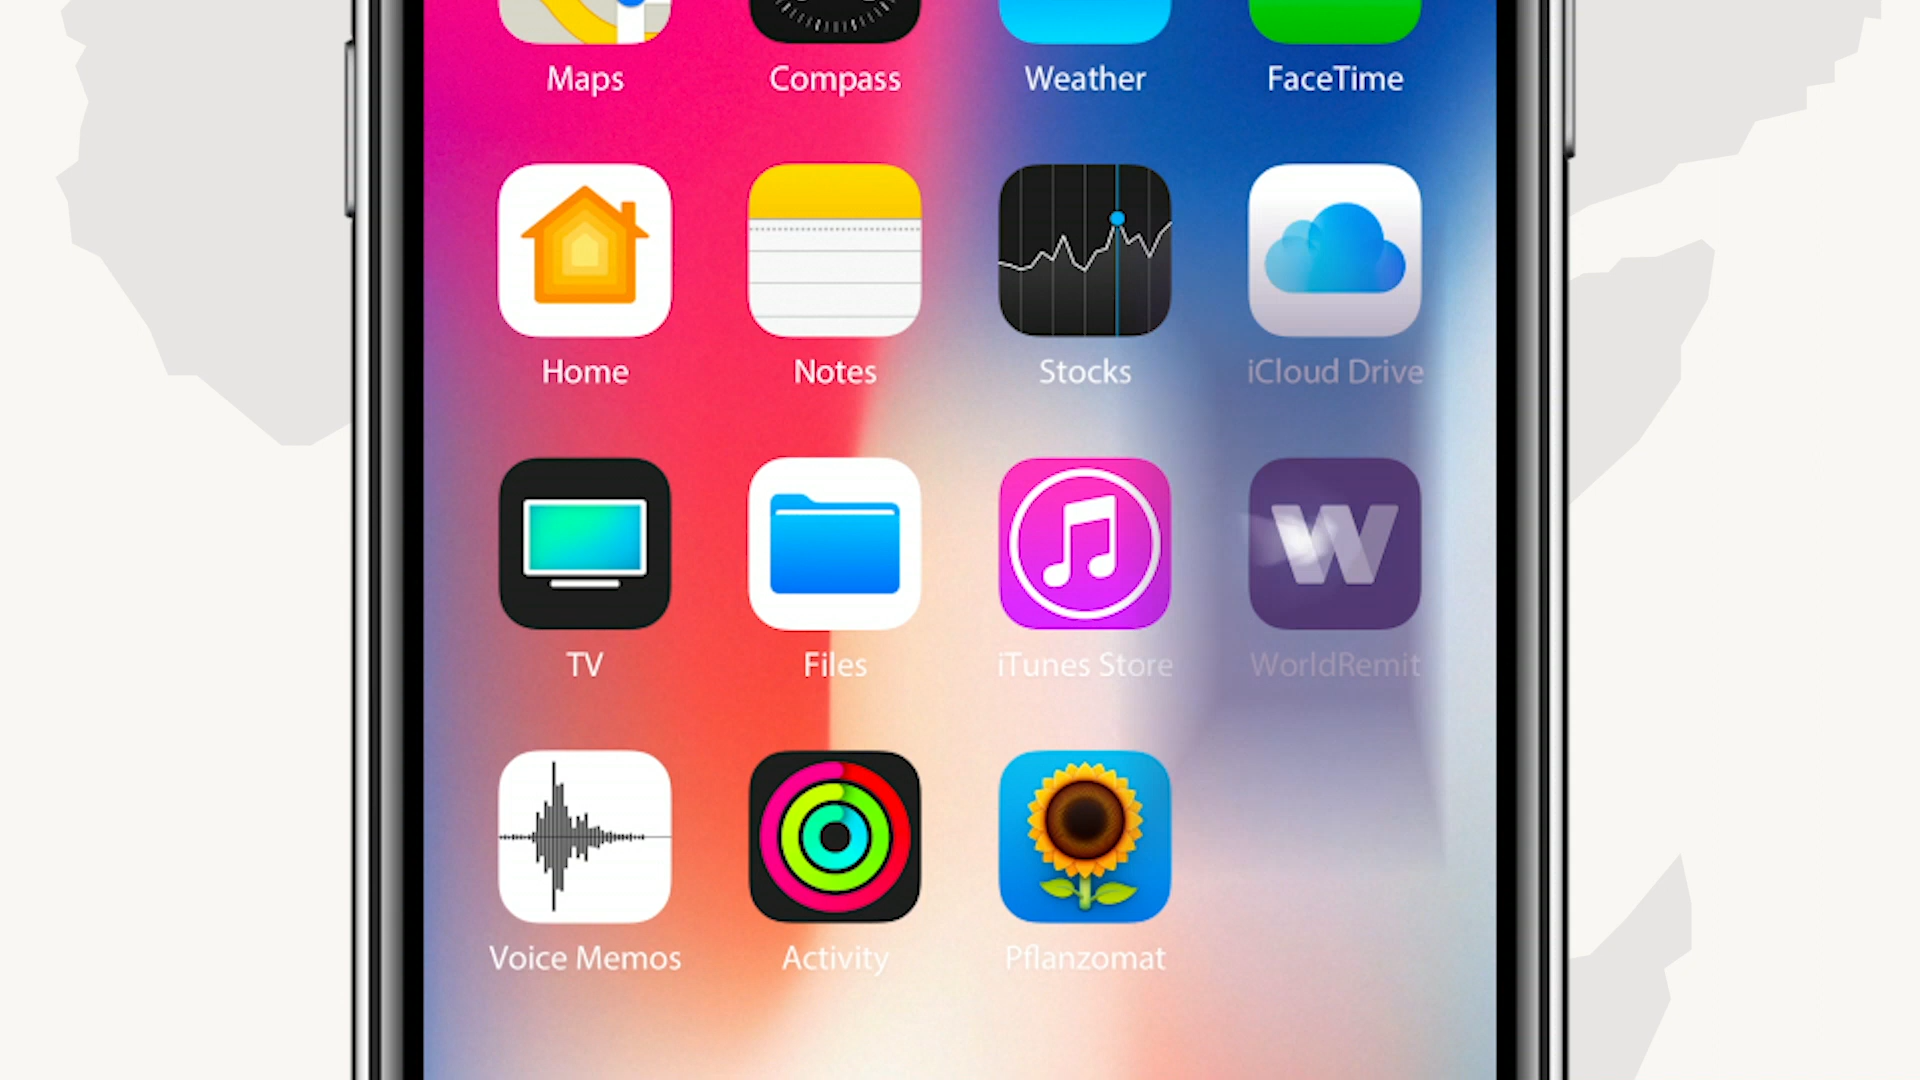 Maps Compass Weather FaceTime
Home Notes Stocks iCloud Drive
W
TV Files iTunes Store WorldRemit
Voice Memos Activity Pflanzomat